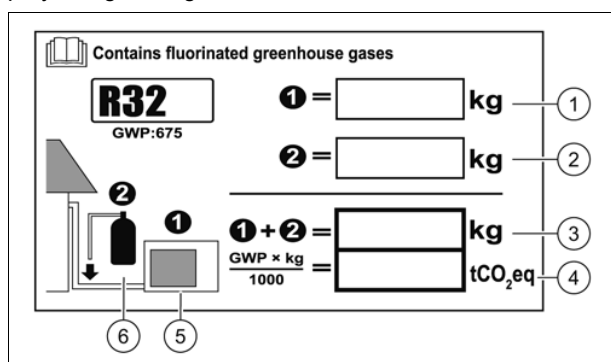 Contains fluorinated greenhouse gases
R32
GWP:675
❶ = kg
1
❷ = kg
2
❷
❶
❶+❷ = kg
3
GWP × kg
1000
= tCO₂eq
4
6
5